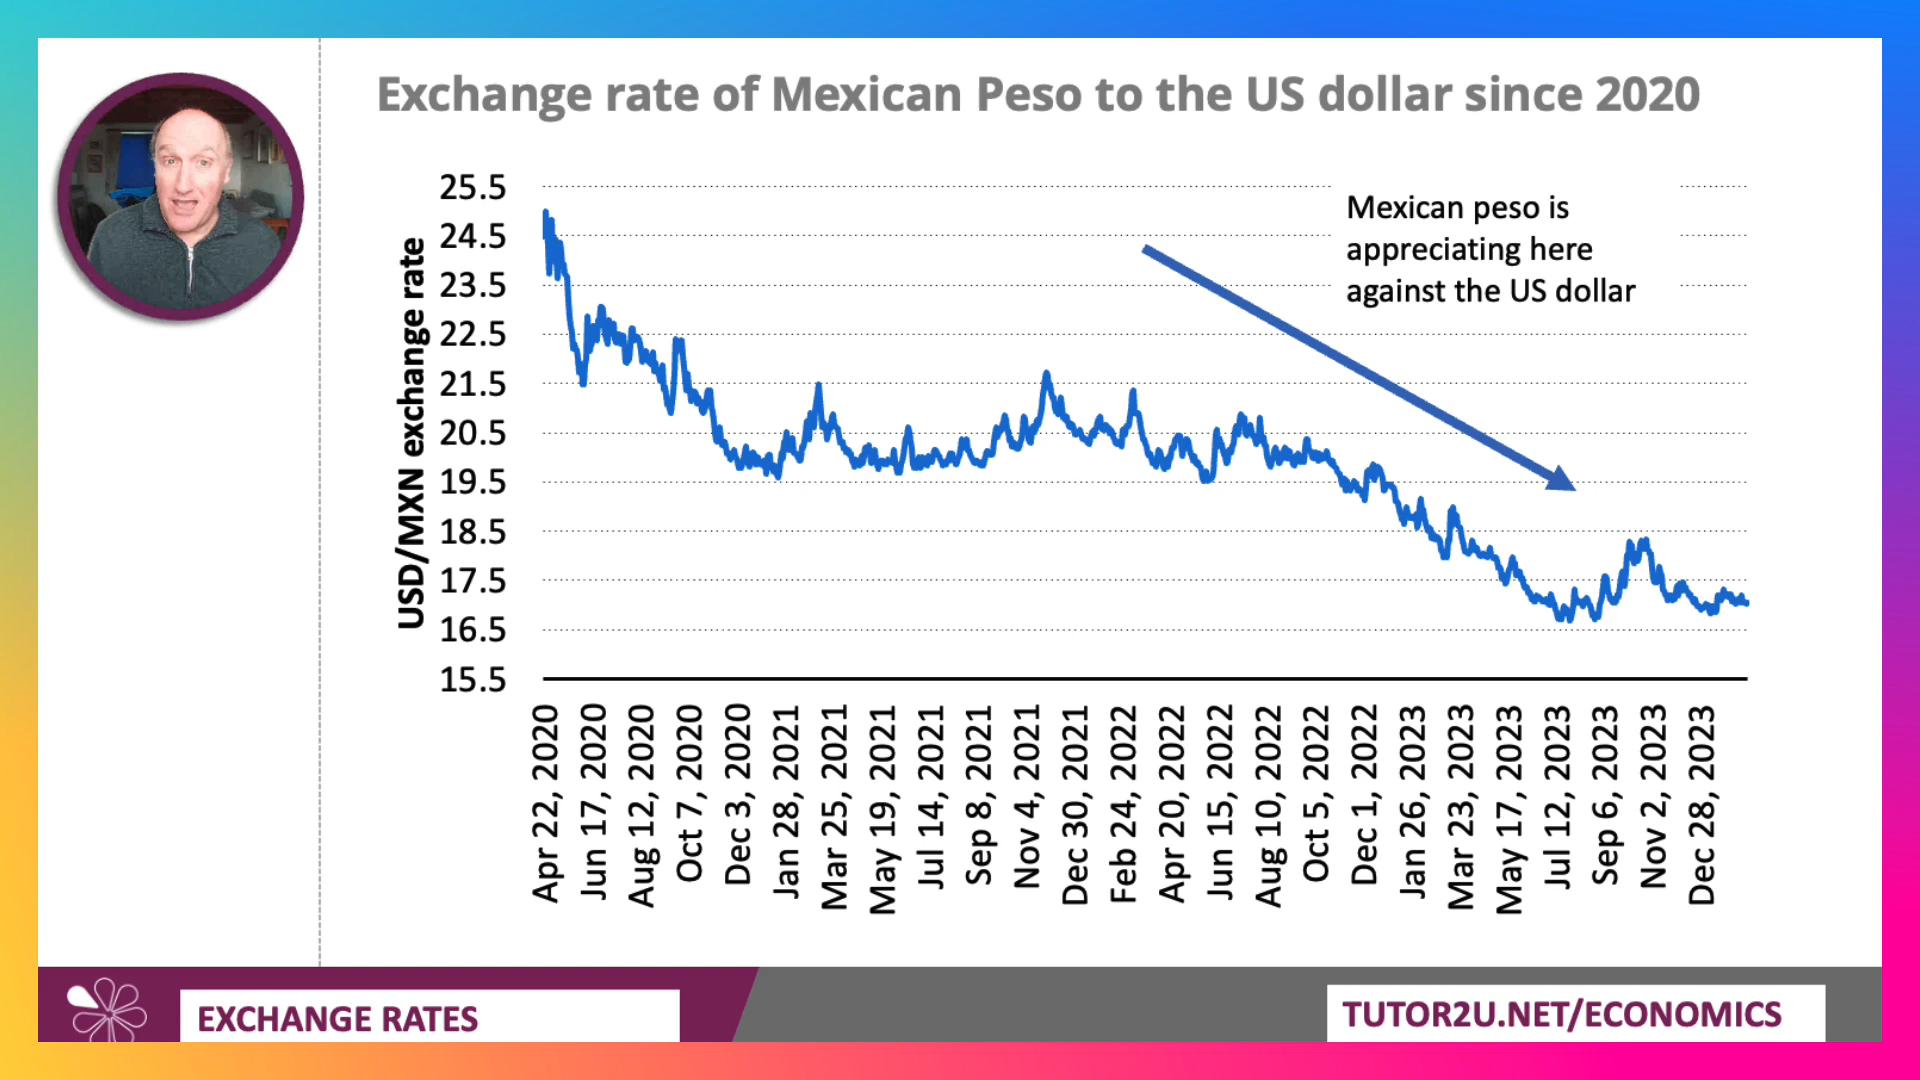 Exchange rate of Mexican Peso to the US dollar since 2020
Mexican peso is
appreciating here
against the US dollar
USD/MXN exchange rate
25.5
24.5
23.5
22.5
21.5
20.5
19.5
18.5
17.5
16.5
15.5
Apr 22, 2020
Jun 17, 2020
Aug 12, 2020
Oct 7, 2020
Dec 3, 2020
Jan 28, 2021
Mar 25, 2021
May 19, 2021
Jul 14, 2021
Sep 8, 2021
Nov 4, 2021
Dec 30, 2021
Feb 24, 2022
Apr 20, 2022
Jun 15, 2022
Aug 10, 2022
Oct 5, 2022
Dec 1, 2022
Jan 26, 2023
Mar 23, 2023
May 17, 2023
Jul 12, 2023
Sep 6, 2023
Nov 2, 2023
Dec 28, 2023
EXCHANGE RATES
TUTOR2U.NET/ECONOMICS